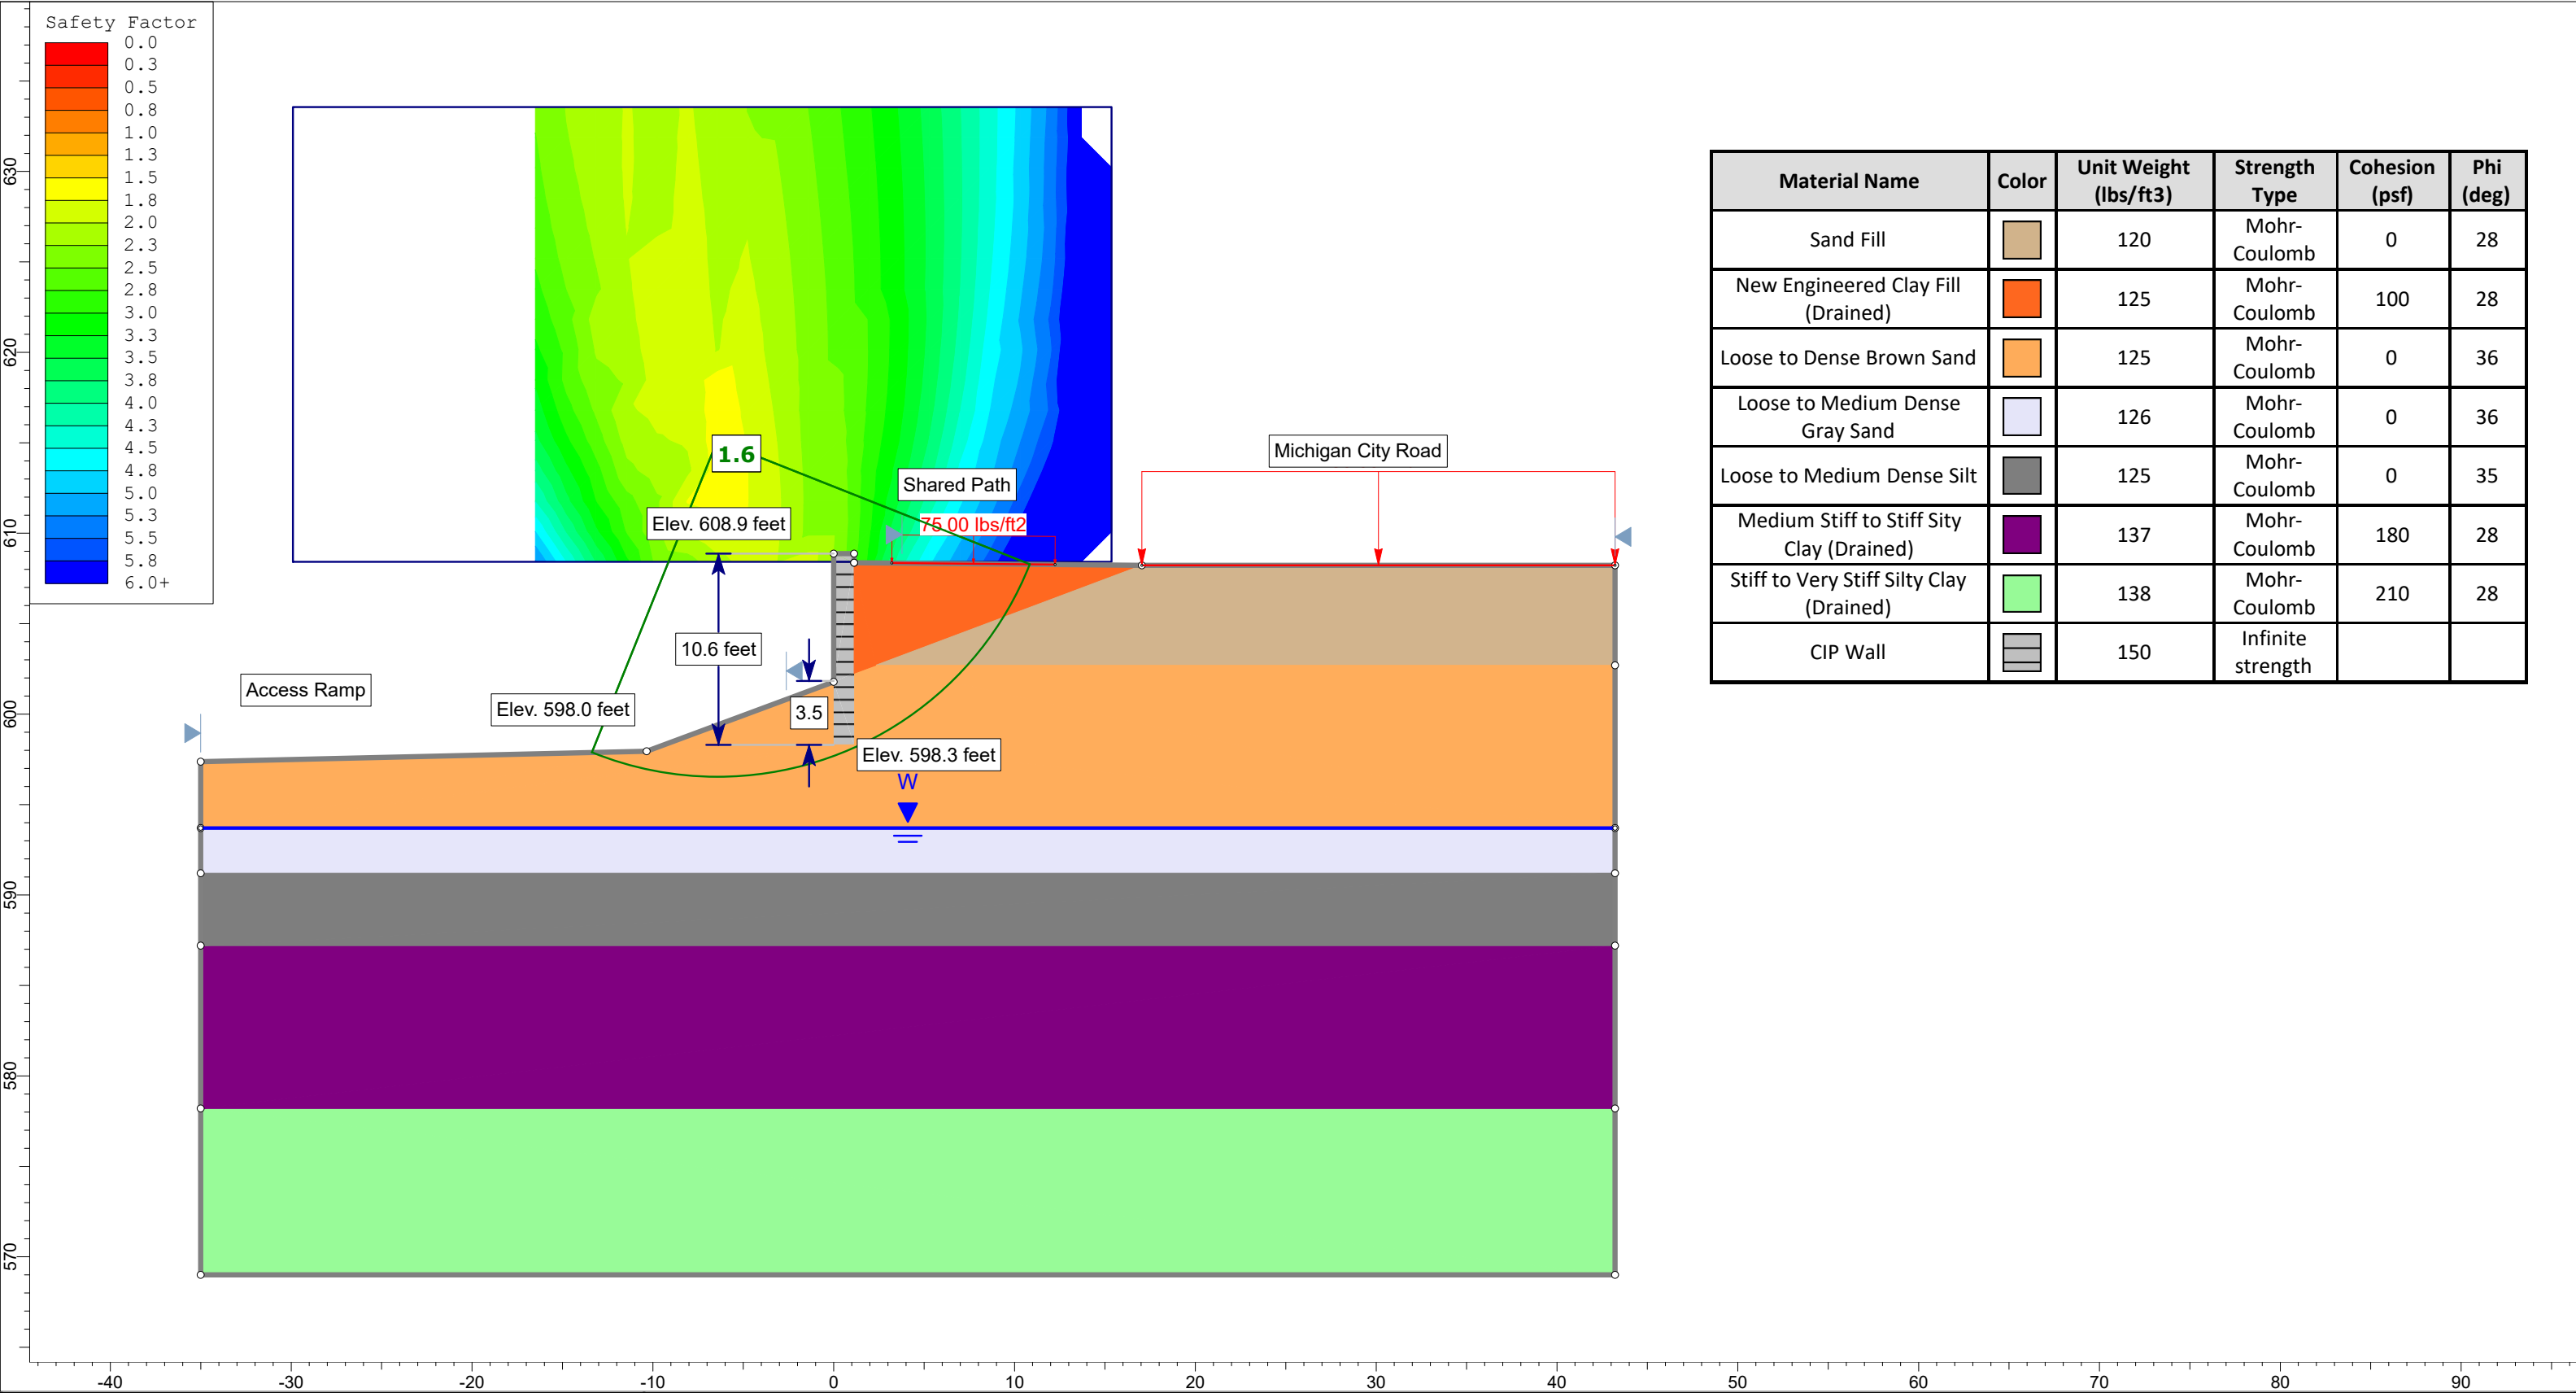 Safety Factor
0.0
0.3
0.5
0.8
1.0
1.3
1.5
1.8
2.0
2.3
2.5
2.8
3.0
3.3
3.5
3.8
4.0
4.3
4.5
4.8
5.0
5.3
5.5
5.8
6.0+
630
620
610
600
590
580
570
1.6
Shared Path
Michigan City Road
Elev. 608.9 feet
75.00 lbs/ft2
10.6 feet
Access Ramp
Elev. 598.0 feet
3.5
Elev. 598.3 feet
W
Material Name Color Unit Weight (lbs/ft3) Strength Type Cohesion (psf) Phi (deg)
Sand Fill 120 Mohr-Coulomb 0 28
New Engineered Clay Fill (Drained) 125 Mohr-Coulomb 100 28
Loose to Dense Brown Sand 125 Mohr-Coulomb 0 36
Loose to Medium Dense Gray Sand 126 Mohr-Coulomb 0 36
Loose to Medium Dense Silt 125 Mohr-Coulomb 0 35
Medium Stiff to Stiff Sity Clay (Drained) 137 Mohr-Coulomb 180 28
Stiff to Very Stiff Silty Clay (Drained) 138 Mohr-Coulomb 210 28
CIP Wall 150 Infinite strength
-40 -30 -20 -10 0 10 20 30 40 50 60 70 80 90